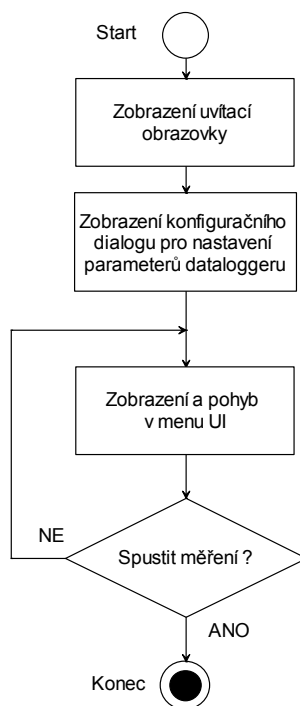 Start
Zobrazení uvítací
obrazovky
Zobrazení konfiguračního
dialogu pro nastavení
parameterů dataloggeru
Zobrazení a pohyb
v menu UI
NE
Spustit měření ?
ANO
Konec